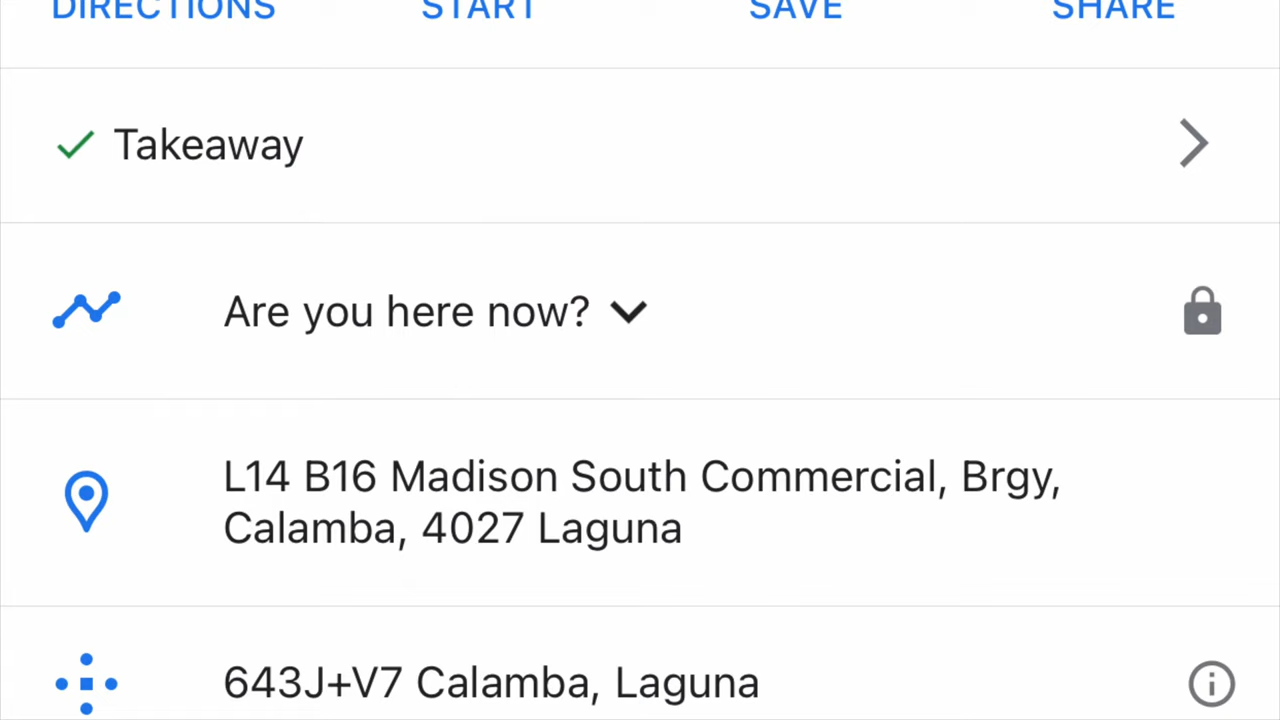 DIRECTIONS START SAVE SHARE
Takeaway
Are you here now?
L14 B16 Madison South Commercial, Brgy,
Calamba, 4027 Laguna
643J+V7 Calamba, Laguna